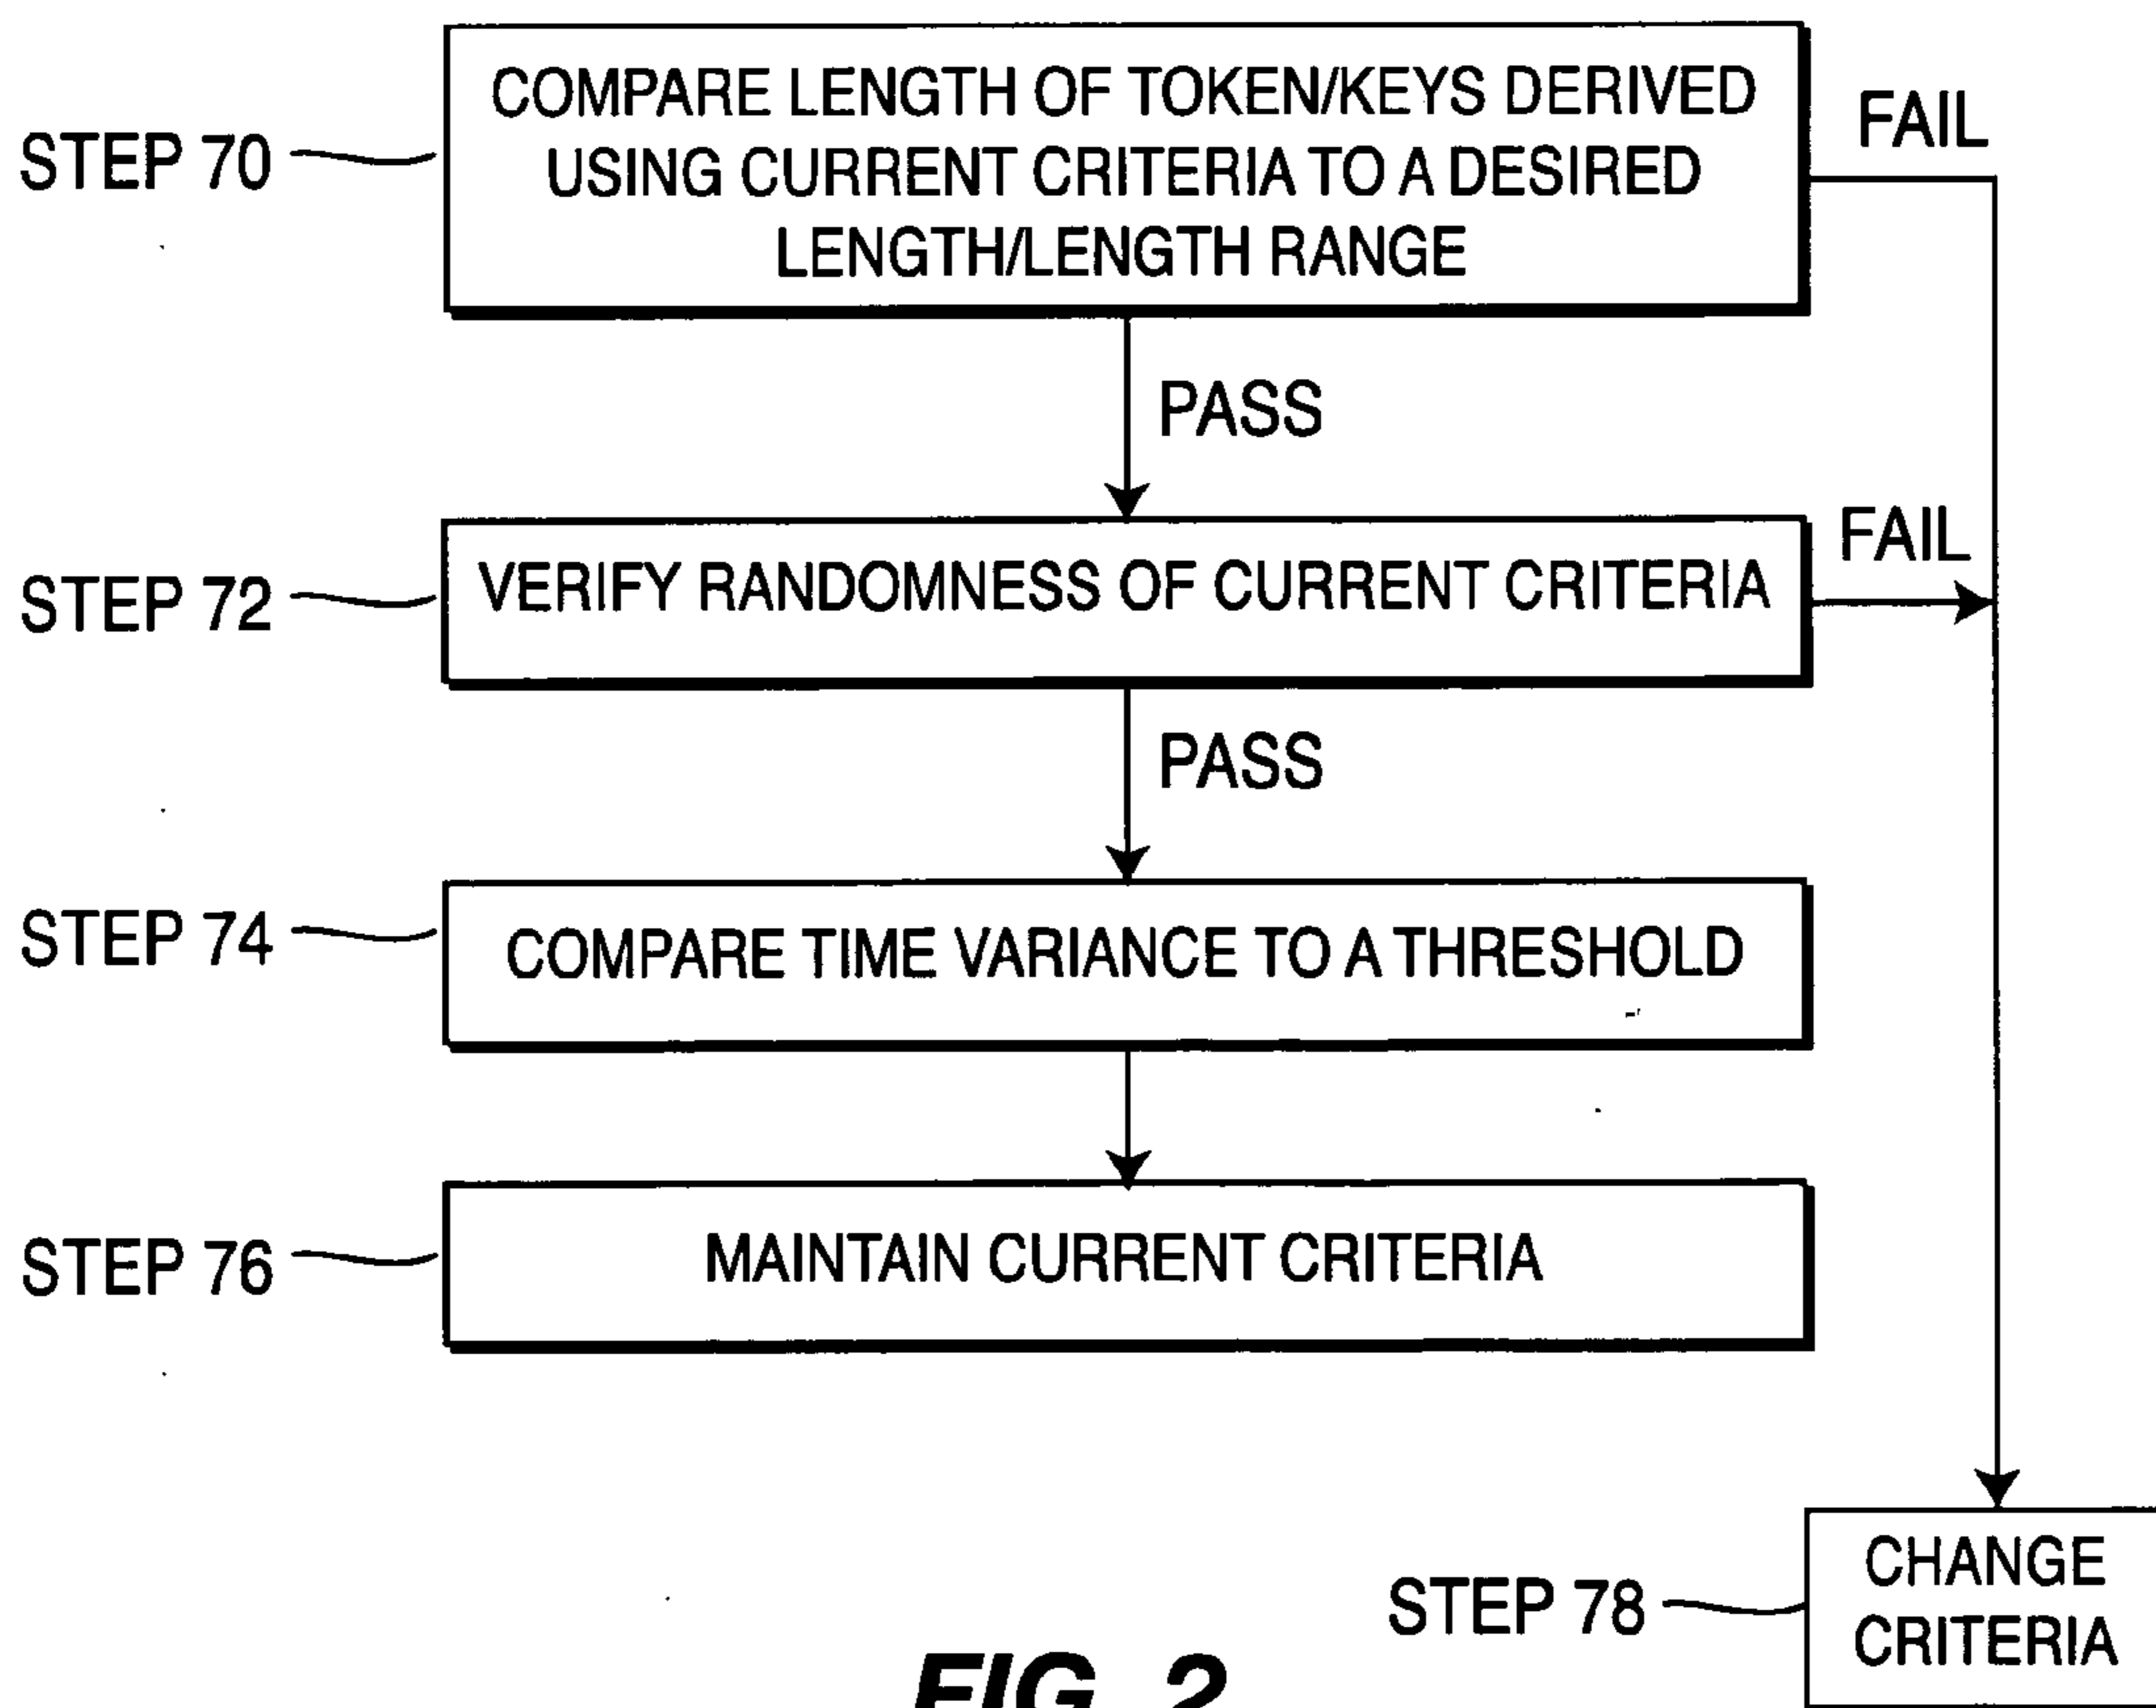 STEP 70
COMPARE LENGTH OF TOKEN/KEYS DERIVED
USING CURRENT CRITERIA TO A DESIRED
LENGTH/LENGTH RANGE
FAIL
PASS
STEP 72
VERIFY RANDOMNESS OF CURRENT CRITERIA
FAIL
PASS
STEP 74
COMPARE TIME VARIANCE TO A THRESHOLD
STEP 76
MAINTAIN CURRENT CRITERIA
STEP 78
CHANGE
CRITERIA
FIG. 2